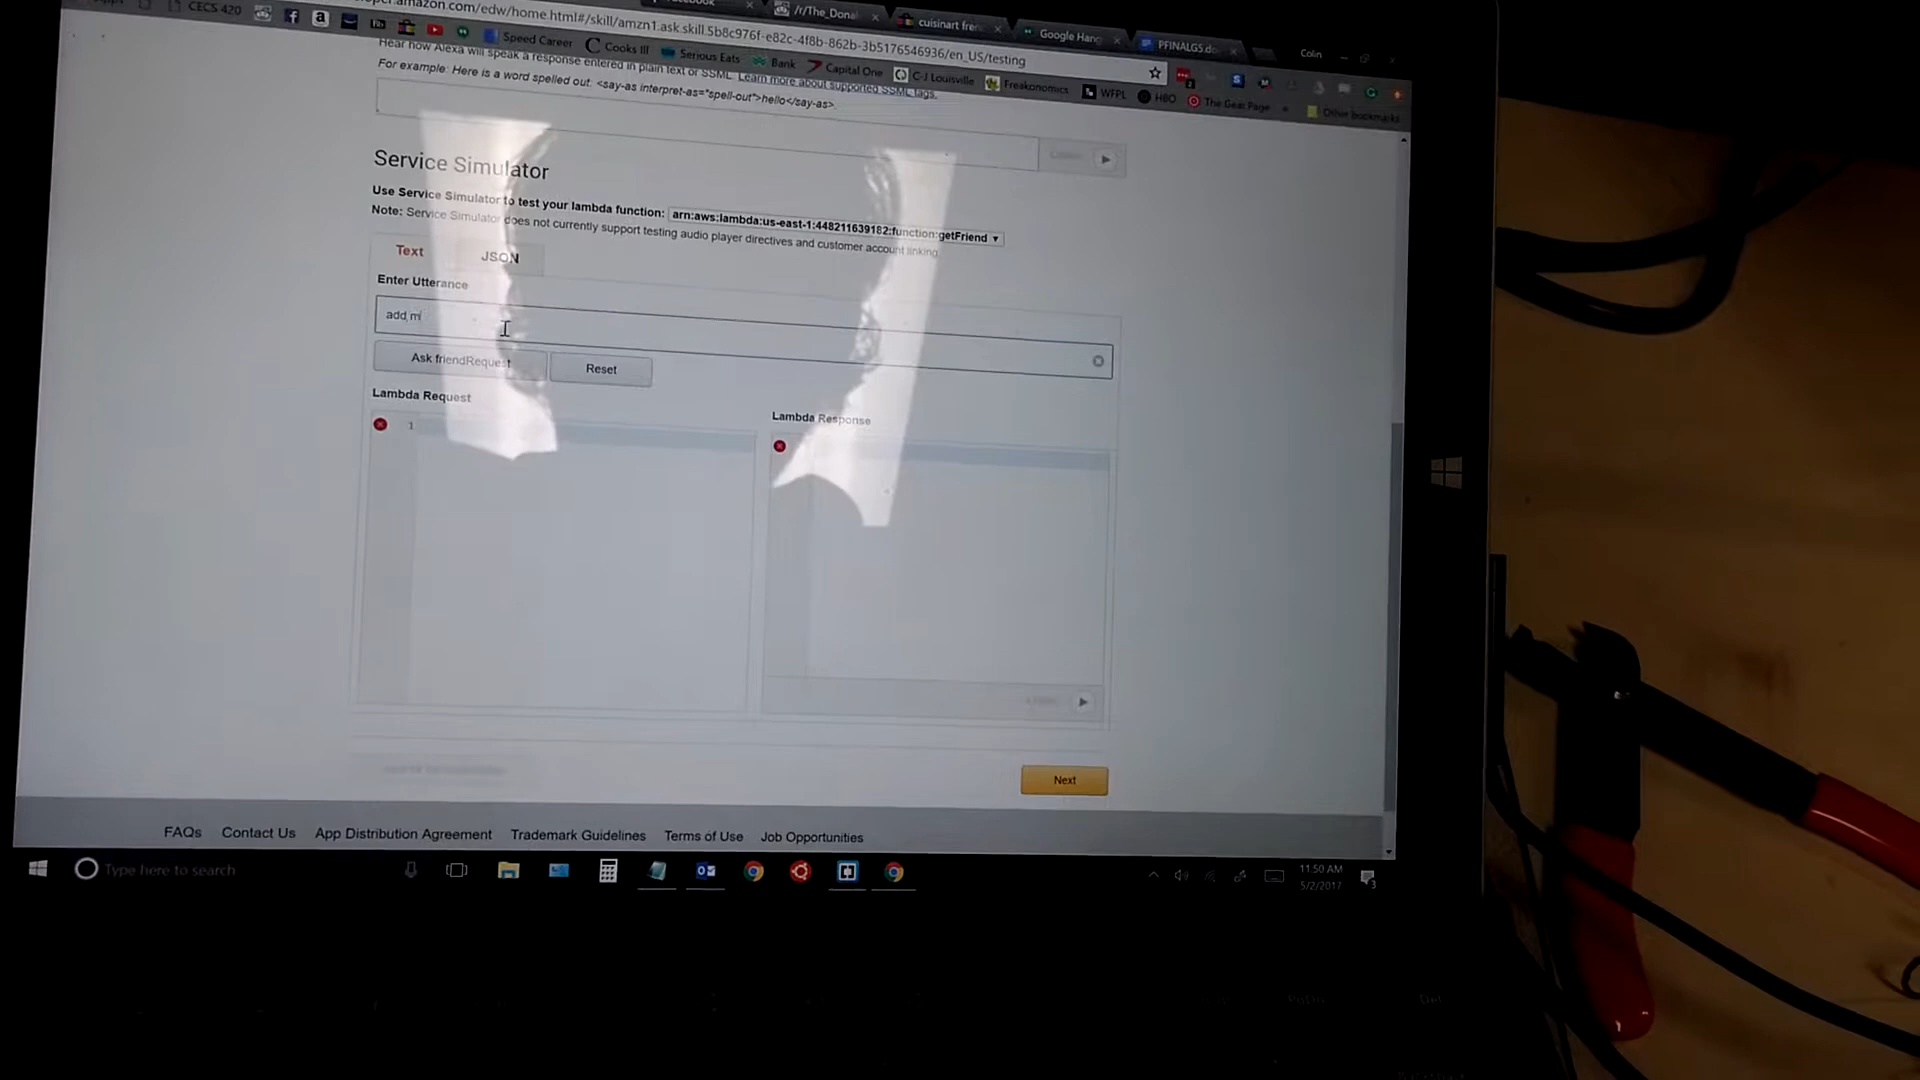 Facebook
/r/The_Donal
cuisinart fren
Google Hang
PFINALG5.do
Colin
amazon.com/edw/home.html#/skill/amzn1.ask.skill.5b8c976f-e82c-4f8b-862b-3b5176546936/en_US/testing
CECS 420
Speed Career
Cooks Ill
Serious Eats
Bank
Capital One
C-J Louisville
Freakonomics
WFPL
HBO
The Gear Page
Other Bookmarks
Hear how Alexa will speak a response entered in plain text or SSML. Learn more about supported SSML tags.
For example: Here is a word spelled out: <say-as interpret-as="spell-out">hello</say-as>.
Service Simulator
Use Service Simulator to test your lambda function: arn:aws:lambda:us-east-1:448211639182:function:getFriend
Note: Service Simulator does not currently support testing audio player directives and customer account linking.
Text
JSON
Enter Utterance
add m
Ask friendRequest
Reset
Lambda Request
Lambda Response
1
Next
FAQs
Contact Us
App Distribution Agreement
Trademark Guidelines
Terms of Use
Job Opportunities
Type here to search
11:50 AM
5/2/2017